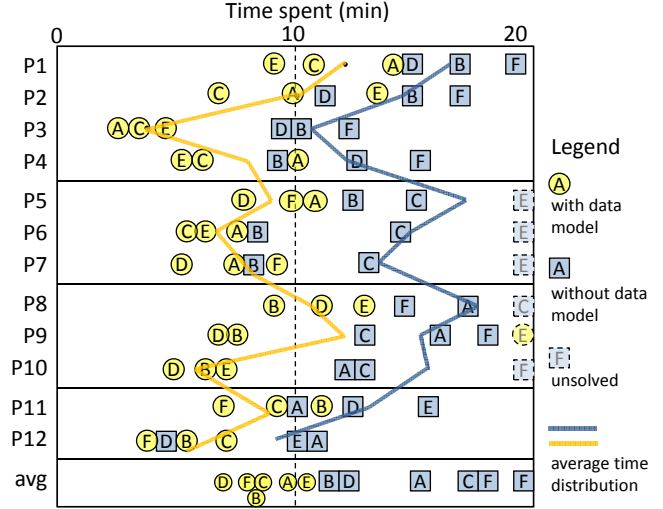 Time spent (min)
0 10 20
P1 E C A D B F
P2 C A D E B F
P3 A C E D B F
P4 E C B A D F
P5 D F A B C E
P6 C E A B C E
P7 D A B F C E
P8 B D E F A C
P9 D B C A F E
P10 D B E A C F
P11 F C A B D E
P12 F D B C E A
avg D F C A E B D A C F E
B
Legend
A
with data
model
A
without data
model
F
unsolved
average time
distribution